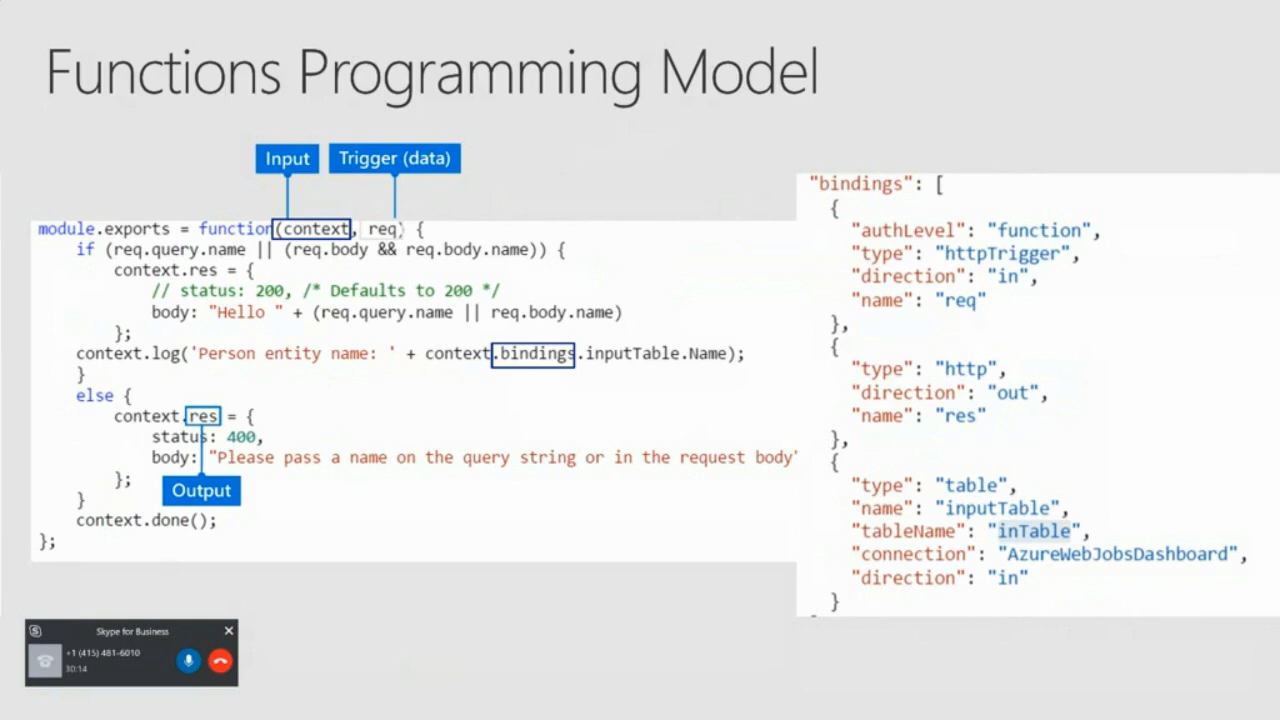 Functions Programming Model
Input
Trigger (data)
module.exports = function(context, req) {
    if (req.query.name || (req.body && req.body.name)) {
        context.res = {
            // status: 200, /* Defaults to 200 */
            body: "Hello " + (req.query.name || req.body.name)
        };
    context.log('Person entity name: ' + context.bindings.inputTable.Name);
    }
    else {
        context.res = {
            status: 400,
            body: "Please pass a name on the query string or in the request body"
        };
    }
    context.done();
};
Output
"bindings": [
  {
    "authLevel": "function",
    "type": "httpTrigger",
    "direction": "in",
    "name": "req"
  },
  {
    "type": "http",
    "direction": "out",
    "name": "res"
  },
  {
    "type": "table",
    "name": "inputTable",
    "tableName": "inTable",
    "connection": "AzureWebJobsDashboard",
    "direction": "in"
  }
Skype for Business
+1 (415) 481-6010
30:14